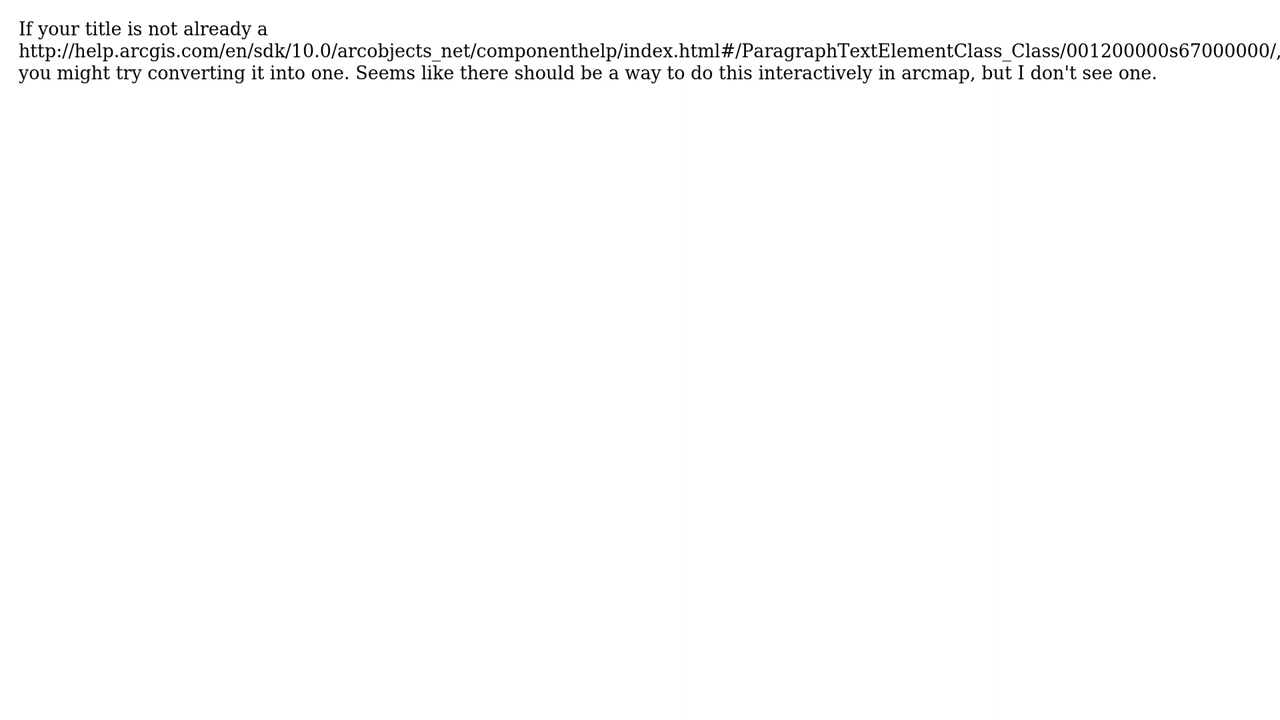 If your title is not already a
http://help.arcgis.com/en/sdk/10.0/arcobjects_net/componenthelp/index.html#/ParagraphTextElementClass_Class/001200000s67000000/,
you might try converting it into one. Seems like there should be a way to do this interactively in arcmap, but I don't see one.